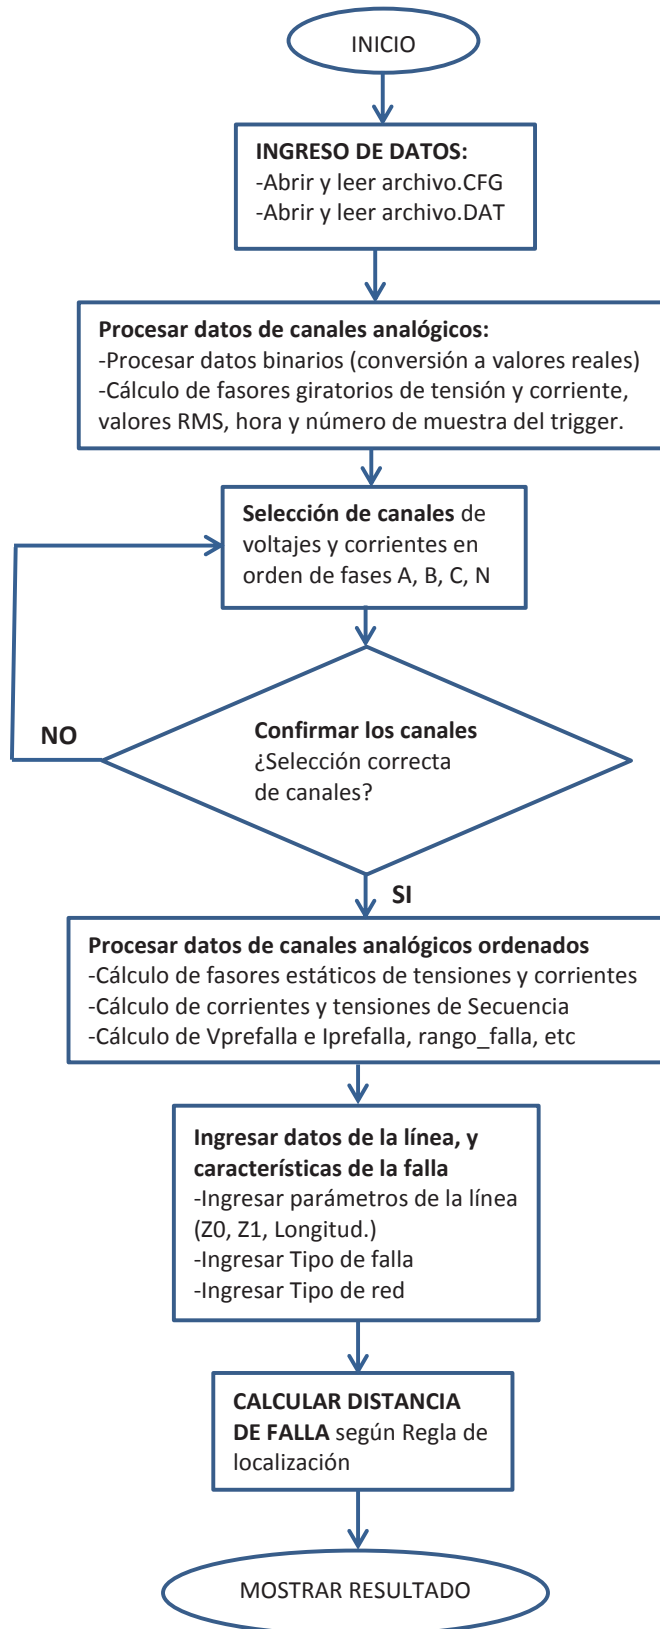 INICIO
INGRESO DE DATOS:
-Abrir y leer archivo.CFG
-Abrir y leer archivo.DAT
Procesar datos de canales analógicos:
-Procesar datos binarios (conversión a valores reales)
-Cálculo de fasores giratorios de tensión y corriente,
valores RMS, hora y número de muestra del trigger.
Selección de canales de
voltajes y corrientes en
orden de fases A, B, C, N
NO
Confirmar los canales
¿Selección correcta
de canales?
SI
Procesar datos de canales analógicos ordenados
-Cálculo de fasores estáticos de tensiones y corrientes
-Cálculo de corrientes y tensiones de Secuencia
-Cálculo de Vprefalla e Iprefalla, rango_falla, etc
Ingresar datos de la línea, y
características de la falla
-Ingresar parámetros de la línea
(Z0, Z1, Longitud.)
-Ingresar Tipo de falla
-Ingresar Tipo de red
CALCULAR DISTANCIA
DE FALLA según Regla de
localización
MOSTRAR RESULTADO